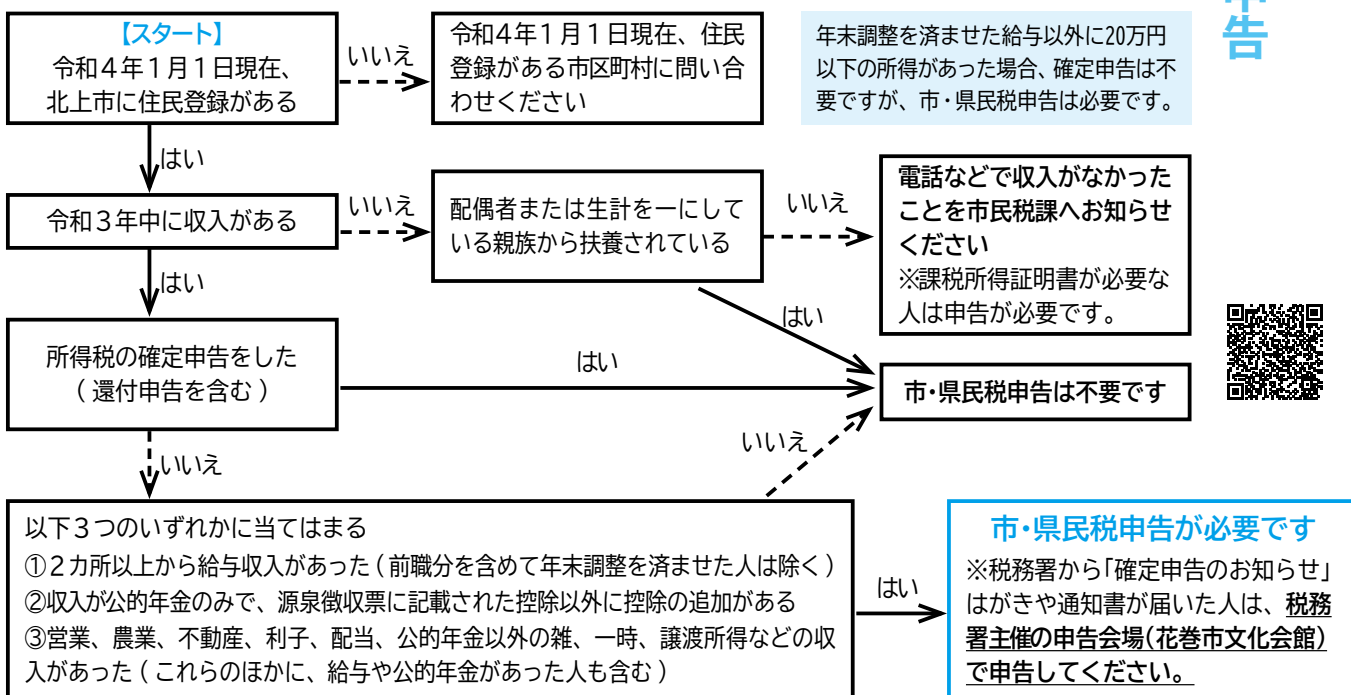 申告
【スタート】
令和４年１月１日現在、
北上市に住民登録がある
いいえ
令和４年１月１日現在、住民
登録がある市区町村に問い合
わせください
年末調整を済ませた給与以外に20万円
以下の所得があった場合、確定申告は不
要ですが、市・県民税申告は必要です。
はい
令和３年中に収入がある
いいえ
配偶者または生計を一にして
いる親族から扶養されている
いいえ
電話などで収入がなかった
ことを市民税課へお知らせ
ください
※課税所得証明書が必要な
人は申告が必要です。
はい
はい
所得税の確定申告をした
（還付申告を含む）
はい
市・県民税申告は不要です
いいえ
いいえ
以下３つのいずれかに当てはまる
①２カ所以上から給与収入があった（前職分を含めて年末調整を済ませた人は除く）
②収入が公的年金のみで、源泉徴収票に記載された控除以外に控除の追加がある
③営業、農業、不動産、利子、配当、公的年金以外の雑、一時、譲渡所得などの収
入があった（これらのほかに、給与や公的年金があった人も含む）
はい
市・県民税申告が必要です
※税務署から「確定申告のお知らせ」
はがきや通知書が届いた人は、税務
署主催の申告会場（花巻市文化会館）
で申告してください。